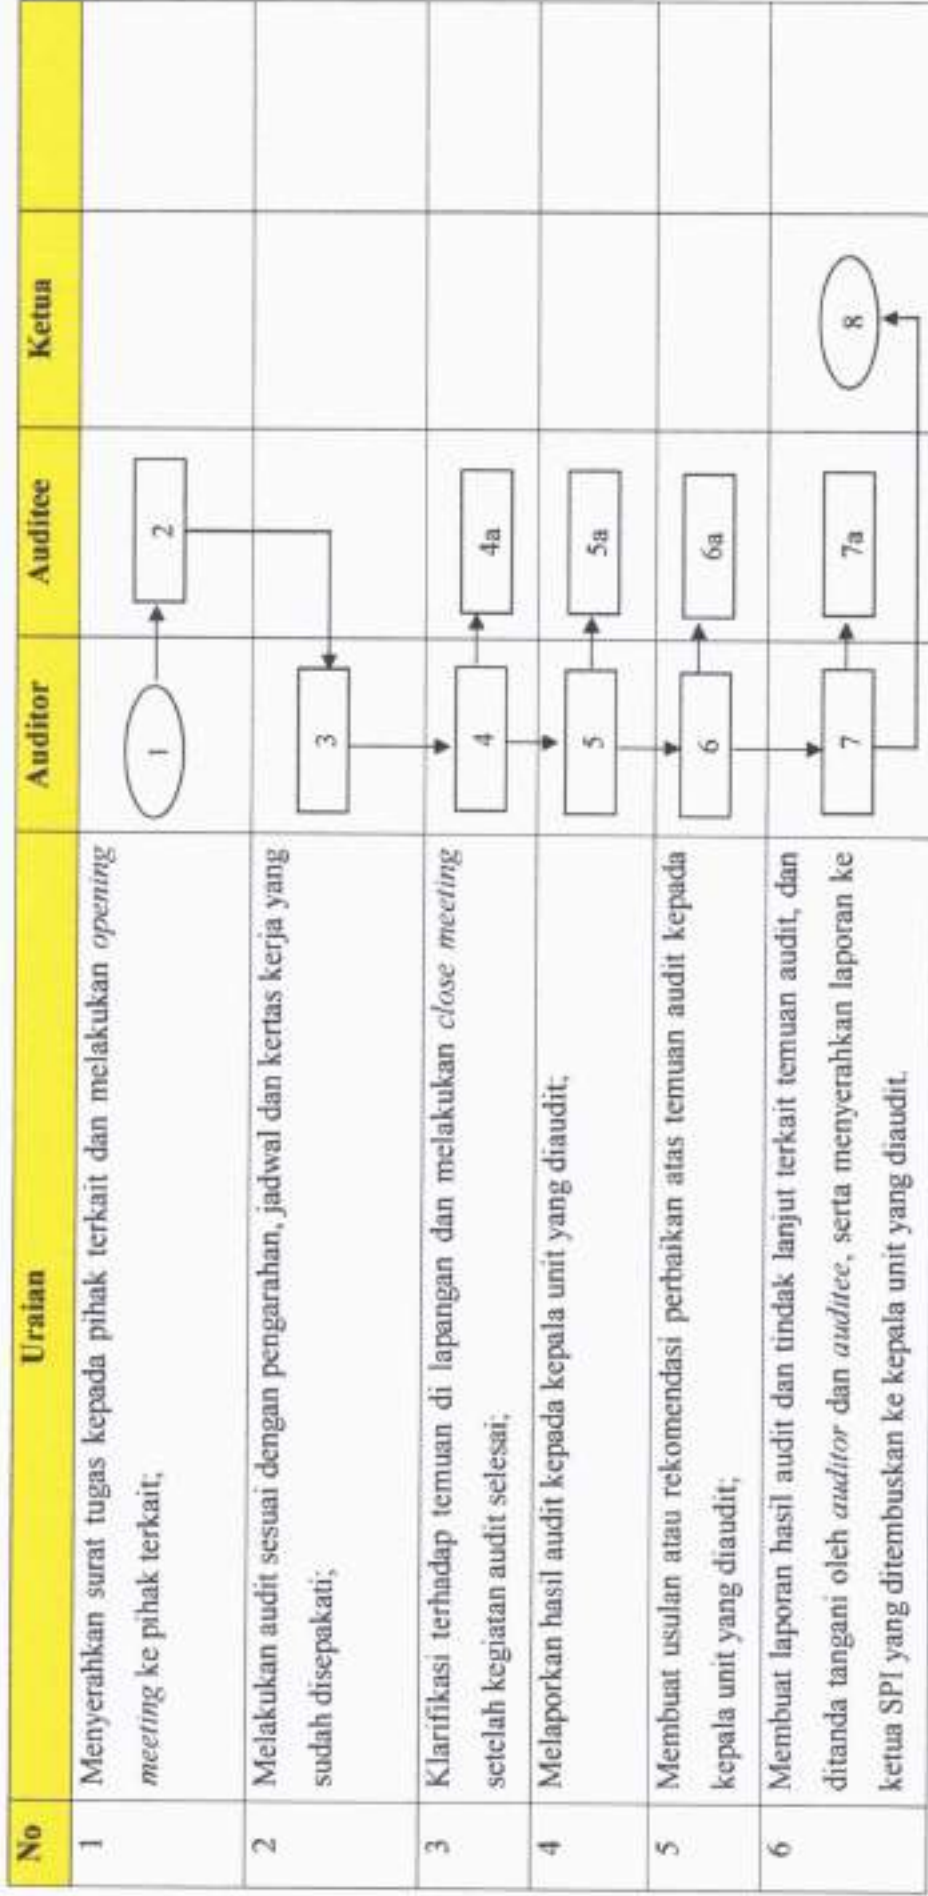 No Uraian Auditor Auditee Ketua
1 Menyerahkan surat tugas kepada pihak terkait dan melakukan opening
meeting ke pihak terkait;
1 2
2 Melakukan audit sesuai dengan pengarahan, jadwal dan kertas kerja yang
sudah disepakati;
3
3 Klarifikasi terhadap temuan di lapangan dan melakukan close meeting
setelah kegiatan audit selesai;
4 4a
4 Melaporkan hasil audit kepada kepala unit yang diaudit;
5 5a
5 Membuat usulan atau rekomendasi perbaikan atas temuan audit kepada
kepala unit yang diaudit;
6 6a
6 Membuat laporan hasil audit dan tindak lanjut terkait temuan audit, dan
ditanda tangani oleh auditor dan auditee, serta menyerahkan laporan ke
ketua SPI yang ditembuskan ke kepala unit yang diaudit.
7 7a 8